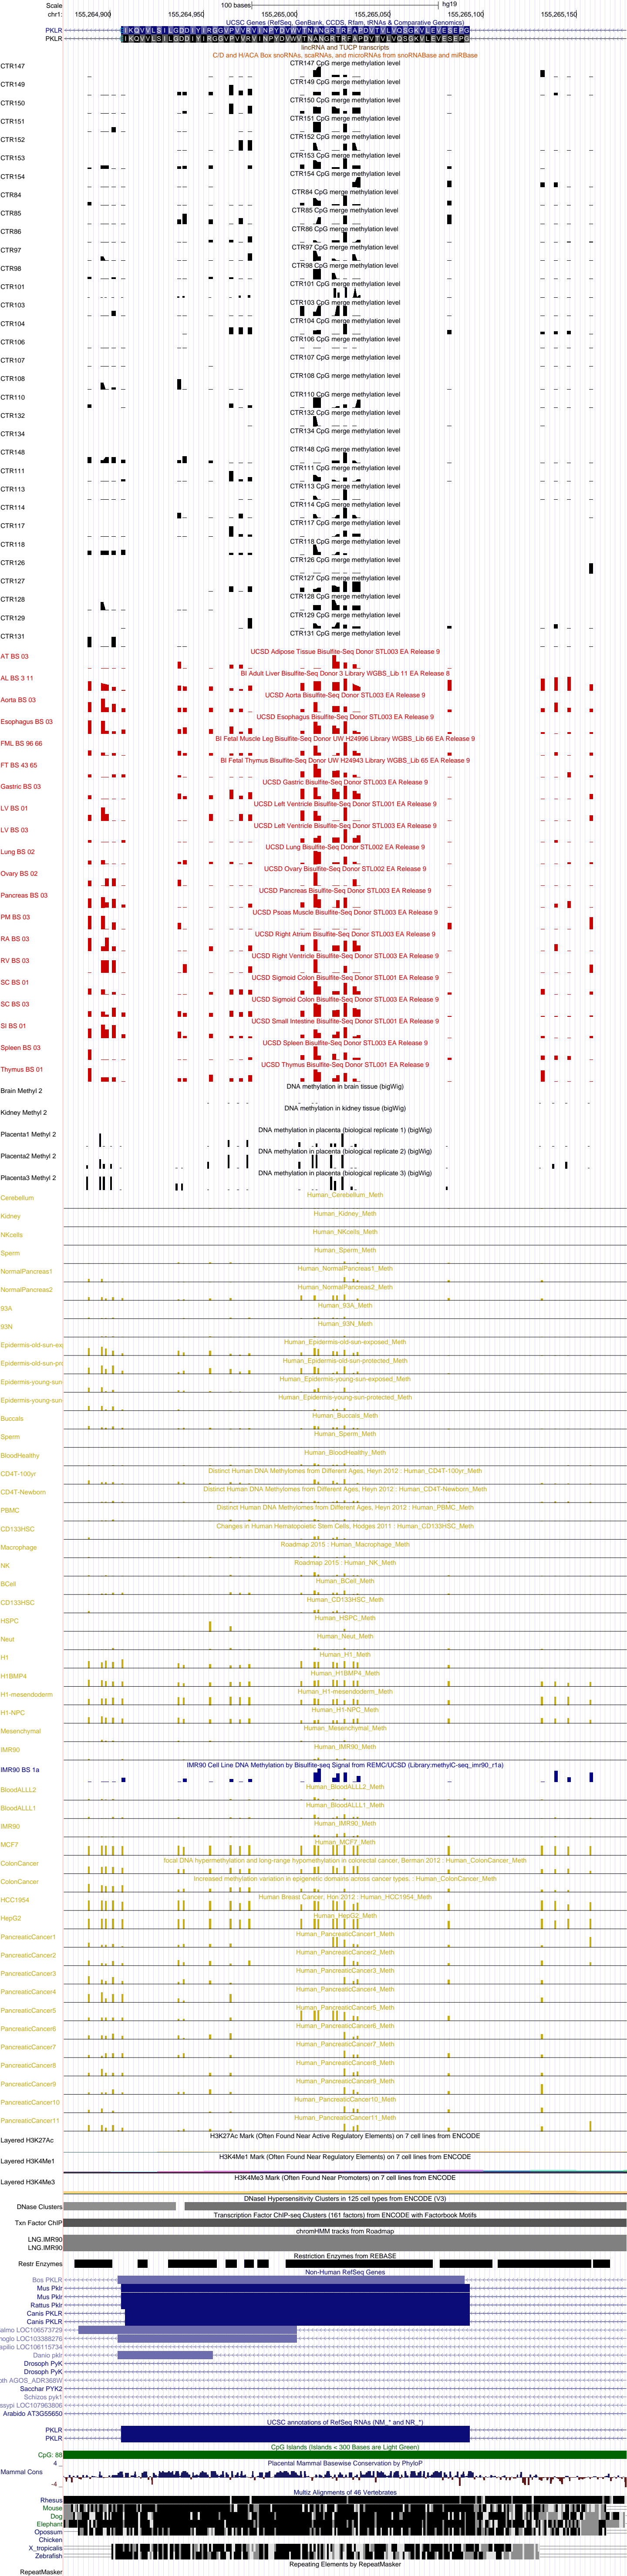 Scale 100 bases hg19
chr1: 155,264,900 155,264,950 155,265,000 155,265,050 155,265,100 155,265,150
UCSC Genes (RefSeq, GenBank, CCDS, Rfam, tRNAs & Comparative Genomics)
PKLR
PKLR
lincRNA and TUCP transcripts
C/D and H/ACA Box snoRNAs, scaRNAs, and microRNAs from snoRNABase and miRBase
CTR147 CpG merge methylation level
CTR147
CTR149 CpG merge methylation level
CTR149
CTR150 CpG merge methylation level
CTR150
CTR151 CpG merge methylation level
CTR151
CTR152 CpG merge methylation level
CTR152
CTR153 CpG merge methylation level
CTR153
CTR154 CpG merge methylation level
CTR154
CTR84 CpG merge methylation level
CTR84
CTR85 CpG merge methylation level
CTR85
CTR86 CpG merge methylation level
CTR86
CTR97 CpG merge methylation level
CTR97
CTR98 CpG merge methylation level
CTR98
CTR101 CpG merge methylation level
CTR101
CTR103 CpG merge methylation level
CTR103
CTR104 CpG merge methylation level
CTR104
CTR106 CpG merge methylation level
CTR106
CTR107 CpG merge methylation level
CTR107
CTR108 CpG merge methylation level
CTR108
CTR110 CpG merge methylation level
CTR110
CTR132 CpG merge methylation level
CTR132
CTR134 CpG merge methylation level
CTR134
CTR148 CpG merge methylation level
CTR148
CTR111 CpG merge methylation level
CTR111
CTR113 CpG merge methylation level
CTR113
CTR114 CpG merge methylation level
CTR114
CTR117 CpG merge methylation level
CTR117
CTR118 CpG merge methylation level
CTR118
CTR126 CpG merge methylation level
CTR126
CTR127 CpG merge methylation level
CTR127
CTR128 CpG merge methylation level
CTR128
CTR129 CpG merge methylation level
CTR129
CTR131 CpG merge methylation level
CTR131
UCSD Adipose Tissue Bisulfite-Seq Donor STL003 EA Release 9
AT BS 03
BI Adult Liver Bisulfite-Seq Donor 3 Library WGBS_Lib 11 EA Release 8
AL BS 3 11
UCSD Aorta Bisulfite-Seq Donor STL003 EA Release 9
Aorta BS 03
UCSD Esophagus Bisulfite-Seq Donor STL003 EA Release 9
Esophagus BS 03
BI Fetal Muscle Leg Bisulfite-Seq Donor UW H24996 Library WGBS_Lib 66 EA Release 9
FML BS 96 66
BI Fetal Thymus Bisulfite-Seq Donor UW H24943 Library WGBS_Lib 65 EA Release 9
FT BS 43 65
UCSD Gastric Bisulfite-Seq Donor STL003 EA Release 9
Gastric BS 03
UCSD Left Ventricle Bisulfite-Seq Donor STL001 EA Release 9
LV BS 01
UCSD Left Ventricle Bisulfite-Seq Donor STL003 EA Release 9
LV BS 03
UCSD Lung Bisulfite-Seq Donor STL002 EA Release 9
Lung BS 02
UCSD Ovary Bisulfite-Seq Donor STL002 EA Release 9
Ovary BS 02
UCSD Pancreas Bisulfite-Seq Donor STL003 EA Release 9
Pancreas BS 03
UCSD Psoas Muscle Bisulfite-Seq Donor STL003 EA Release 9
PM BS 03
UCSD Right Atrium Bisulfite-Seq Donor STL003 EA Release 9
RA BS 03
UCSD Right Ventricle Bisulfite-Seq Donor STL003 EA Release 9
RV BS 03
UCSD Sigmoid Colon Bisulfite-Seq Donor STL001 EA Release 9
SC BS 01
UCSD Sigmoid Colon Bisulfite-Seq Donor STL003 EA Release 9
SC BS 03
UCSD Small Intestine Bisulfite-Seq Donor STL001 EA Release 9
SI BS 01
UCSD Spleen Bisulfite-Seq Donor STL003 EA Release 9
Spleen BS 03
UCSD Thymus Bisulfite-Seq Donor STL001 EA Release 9
Thymus BS 01
DNA methylation in brain tissue (bigWig)
Brain Methyl 2
DNA methylation in kidney tissue (bigWig)
Kidney Methyl 2
DNA methylation in placenta (biological replicate 1) (bigWig)
Placenta1 Methyl 2
DNA methylation in placenta (biological replicate 2) (bigWig)
Placenta2 Methyl 2
DNA methylation in placenta (biological replicate 3) (bigWig)
Placenta3 Methyl 2
Human_Cerebellum_Meth
Cerebellum
Human_Kidney_Meth
Kidney
Human_NKcells_Meth
NKcells
Human_Sperm_Meth
Sperm
Human_NormalPancreas1_Meth
NormalPancreas1
Human_NormalPancreas2_Meth
NormalPancreas2
Human_93A_Meth
93A
Human_93N_Meth
93N
Human_Epidermis-old-sun-exposed_Meth
Epidermis-old-sun-ex
Human_Epidermis-old-sun-protected_Meth
Epidermis-old-sun-pro
Human_Epidermis-young-sun-exposed_Meth
Epidermis-young-sun
Human_Epidermis-young-sun-protected_Meth
Epidermis-young-sun
Human_Buccals_Meth
Buccals
Human_Sperm_Meth
Sperm
Human_BloodHealthy_Meth
BloodHealthy
Distinct Human DNA Methylomes from Different Ages, Heyn 2012 : Human_CD4T-100yr_Meth
CD4T-100yr
Distinct Human DNA Methylomes from Different Ages, Heyn 2012 : Human_CD4T-Newborn_Meth
CD4T-Newborn
Distinct Human DNA Methylomes from Different Ages, Heyn 2012 : Human_PBMC_Meth
PBMC
Changes in Human Hematopoietic Stem Cells, Hodges 2011 : Human_CD133HSC_Meth
CD133HSC
Roadmap 2015 : Human_Macrophage_Meth
Macrophage
Roadmap 2015 : Human_NK_Meth
NK
Human_BCell_Meth
BCell
Human_CD133HSC_Meth
CD133HSC
Human_HSPC_Meth
HSPC
Human_Neut_Meth
Neut
Human_H1_Meth
H1
Human_H1BMP4_Meth
H1BMP4
Human_H1-mesendoderm_Meth
H1-mesendoderm
Human_H1-NPC_Meth
H1-NPC
Human_Mesenchymal_Meth
Mesenchymal
Human_IMR90_Meth
IMR90
IMR90 Cell Line DNA Methylation by Bisulfite-seq Signal from REMC/UCSD (Library:methylC-seq_imr90_r1a)
IMR90 BS 1a
Human_BloodALLL2_Meth
BloodALLL2
Human_BloodALLL1_Meth
BloodALLL1
Human_IMR90_Meth
IMR90
Human_MCF7_Meth
MCF7
focal DNA hypermethylation and long-range hypomethylation in colorectal cancer, Berman 2012 : Human_ColonCancer_Meth
ColonCancer
Increased methylation variation in epigenetic domains across cancer types. : Human_ColonCancer_Meth
ColonCancer
Human Breast Cancer, Hon 2012 : Human_HCC1954_Meth
HCC1954
Human_HepG2_Meth
HepG2
Human_PancreaticCancer1_Meth
PancreaticCancer1
Human_PancreaticCancer2_Meth
PancreaticCancer2
Human_PancreaticCancer3_Meth
PancreaticCancer3
Human_PancreaticCancer4_Meth
PancreaticCancer4
Human_PancreaticCancer5_Meth
PancreaticCancer5
Human_PancreaticCancer6_Meth
PancreaticCancer6
Human_PancreaticCancer7_Meth
PancreaticCancer7
Human_PancreaticCancer8_Meth
PancreaticCancer8
Human_PancreaticCancer9_Meth
PancreaticCancer9
Human_PancreaticCancer10_Meth
PancreaticCancer10
Human_PancreaticCancer11_Meth
PancreaticCancer11
H3K27Ac Mark (Often Found Near Active Regulatory Elements) on 7 cell lines from ENCODE
Layered H3K27Ac
H3K4Me1 Mark (Often Found Near Regulatory Elements) on 7 cell lines from ENCODE
Layered H3K4Me1
H3K4Me3 Mark (Often Found Near Promoters) on 7 cell lines from ENCODE
Layered H3K4Me3
DNaseI Hypersensitivity Clusters in 125 cell types from ENCODE (V3)
DNase Clusters
Transcription Factor ChIP-seq Clusters (161 factors) from ENCODE with Factorbook Motifs
Txn Factor ChIP
chromHMM tracks from Roadmap
LNG.IMR90
LNG.IMR90
Restriction Enzymes from REBASE
Restr Enzymes
Non-Human RefSeq Genes
Bos PKLR
Mus Pklr
Mus Pklr
Rattus Pklr
Canis PKLR
Canis PKLR
almo LOC106573729
noglo LOC103388276
apilio LOC106115734
Danio pklr
Drosoph PyK
Drosoph PyK
oth AGOS_ADR368W
Sacchar PYK2
Schizos pyk1
ssypi LOC107963806
Arabido AT3G55650
UCSC annotations of RefSeq RNAs (NM_* and NR_*)
PKLR
PKLR
CpG Islands (Islands < 300 Bases are Light Green)
CpG: 88
Placental Mammal Basewise Conservation by PhyloP
4
Mammal Cons
-4
Multiz Alignments of 46 Vertebrates
Rhesus
Mouse
Dog
Elephant
Opossum
Chicken
X_tropicalis
Zebrafish
Repeating Elements by RepeatMasker
RepeatMasker